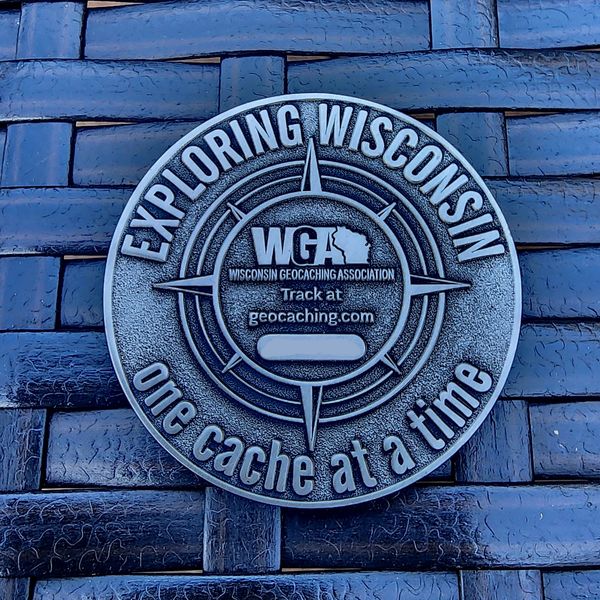 EXPLORING WISCONSIN
WGA
WISCONSIN GEOCACHING ASSOCIATION
Track at
geocaching.com
one cache at a time